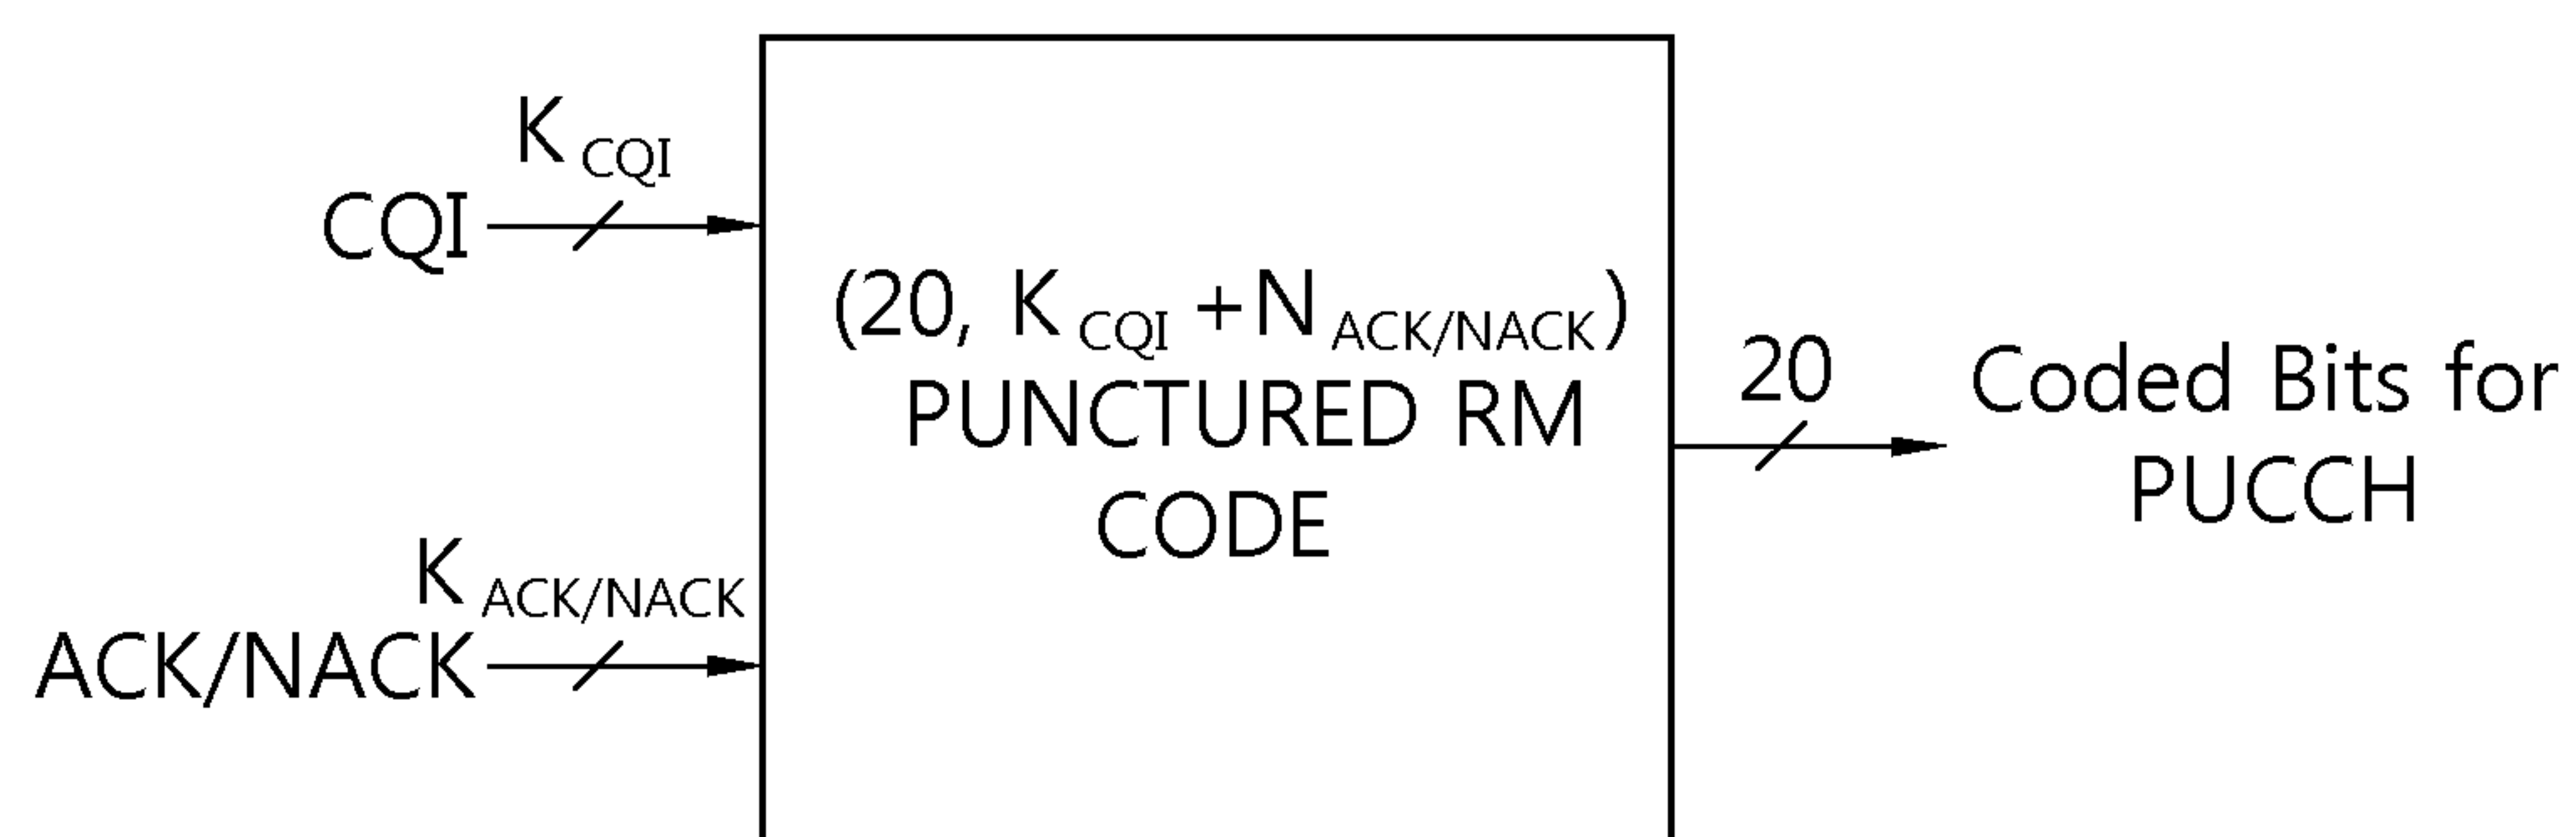 K CQI
CQI
K ACK/NACK
ACK/NACK
(20, K CQI +N ACK/NACK)
PUNCTURED RM
CODE
20
Coded Bits for
PUCCH